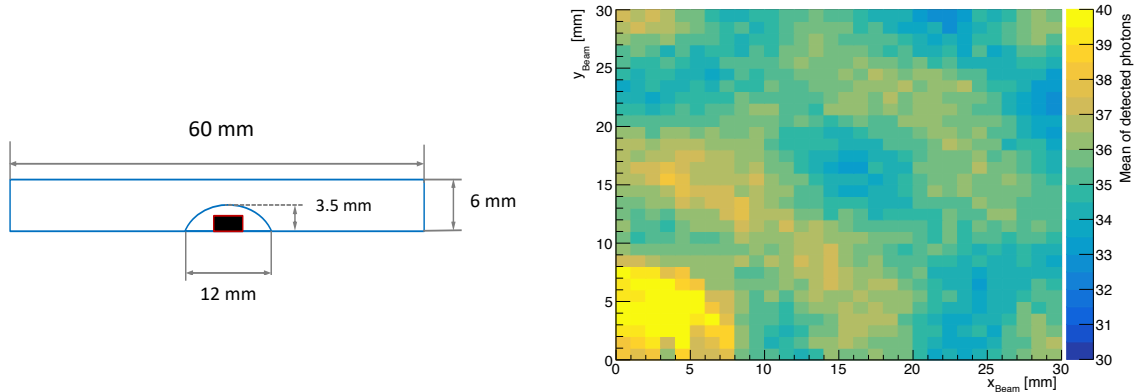 60 mm
3.5 mm
6 mm
12 mm
y_Beam [mm]
30
25
20
15
10
5
0
0 5 10 15 20 25 30
x_Beam [mm]
40
39
38
37
36
35
34
33
32
31
30
Mean of detected photons